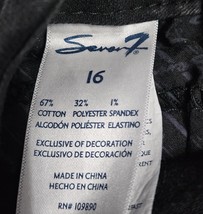 Seven7
16
67% 32% 1%
COTTON POLYESTER SPANDEX
ALGODÓN POLIÉSTER ELASTINO
EXCLUSIVE OF DECORATION
EXCLUSIVO DE DECORACIÓN
MADE IN CHINA
HECHO EN CHINA
RN# 109890